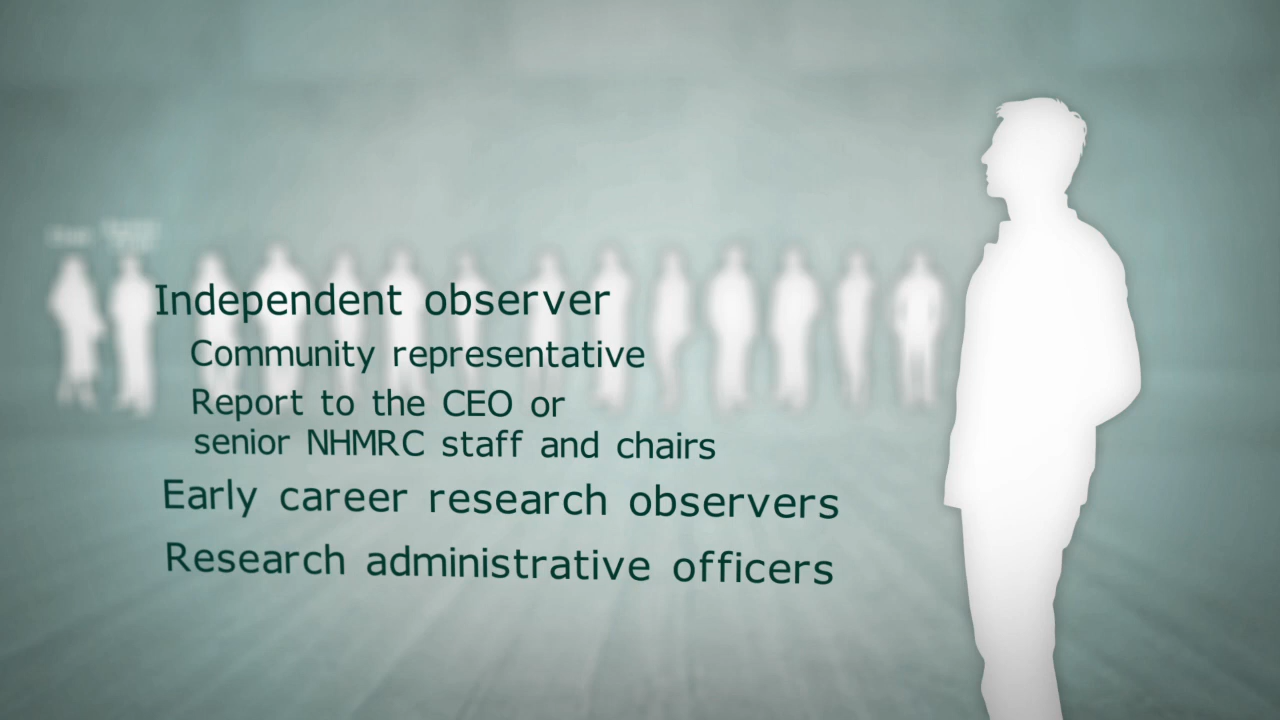 Independent observer
Community representative
Report to the CEO or
senior NHMRC staff and chairs
Early career research observers
Research administrative officers